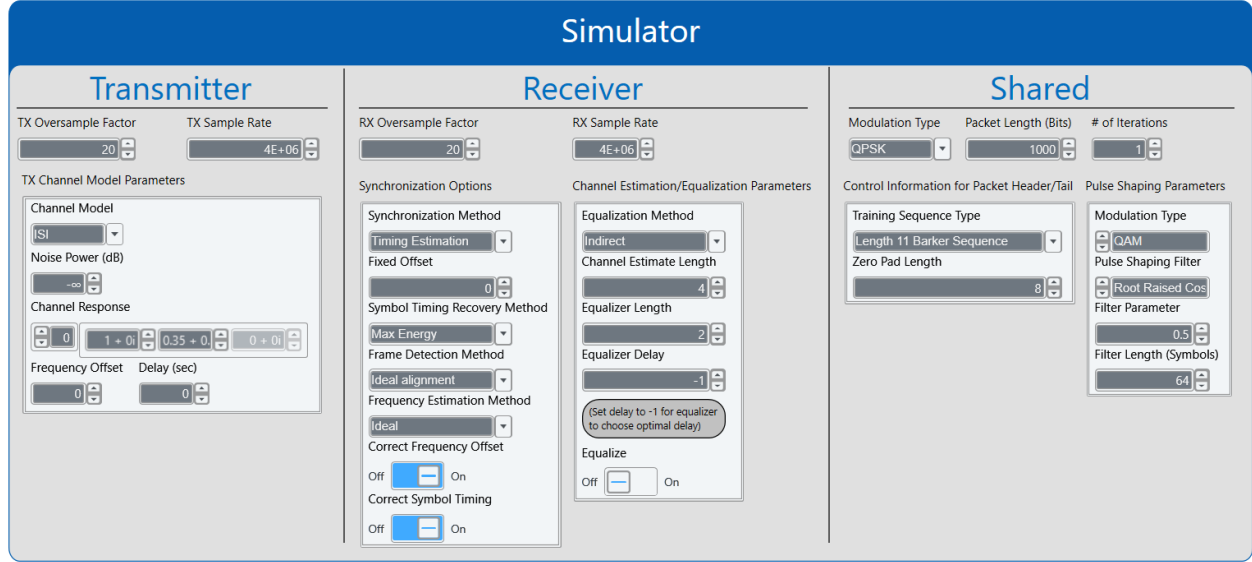 Simulator
Transmitter
TX Oversample Factor
TX Sample Rate
20
4E+06
TX Channel Model Parameters
Channel Model
ISI
Noise Power (dB)
-∞
Channel Response
0
1 + 0i
0.35 + 0.
0 + 0i
Frequency Offset
Delay (sec)
0
0
Receiver
RX Oversample Factor
RX Sample Rate
20
4E+06
Synchronization Options
Synchronization Method
Timing Estimation
Fixed Offset
0
Symbol Timing Recovery Method
Max Energy
Frame Detection Method
Ideal alignment
Frequency Estimation Method
Ideal
Correct Frequency Offset
Off
On
Correct Symbol Timing
Off
On
Channel Estimation/Equalization Parameters
Equalization Method
Indirect
Channel Estimate Length
4
Equalizer Length
2
Equalizer Delay
-1
(Set delay to -1 for equalizer
to choose optimal delay)
Equalize
Off
On
Shared
Modulation Type
Packet Length (Bits)
# of Iterations
QPSK
1000
1
Control Information for Packet Header/Tail
Training Sequence Type
Length 11 Barker Sequence
Zero Pad Length
8
Pulse Shaping Parameters
Modulation Type
QAM
Pulse Shaping Filter
Root Raised Cos
Filter Parameter
0.5
Filter Length (Symbols)
64